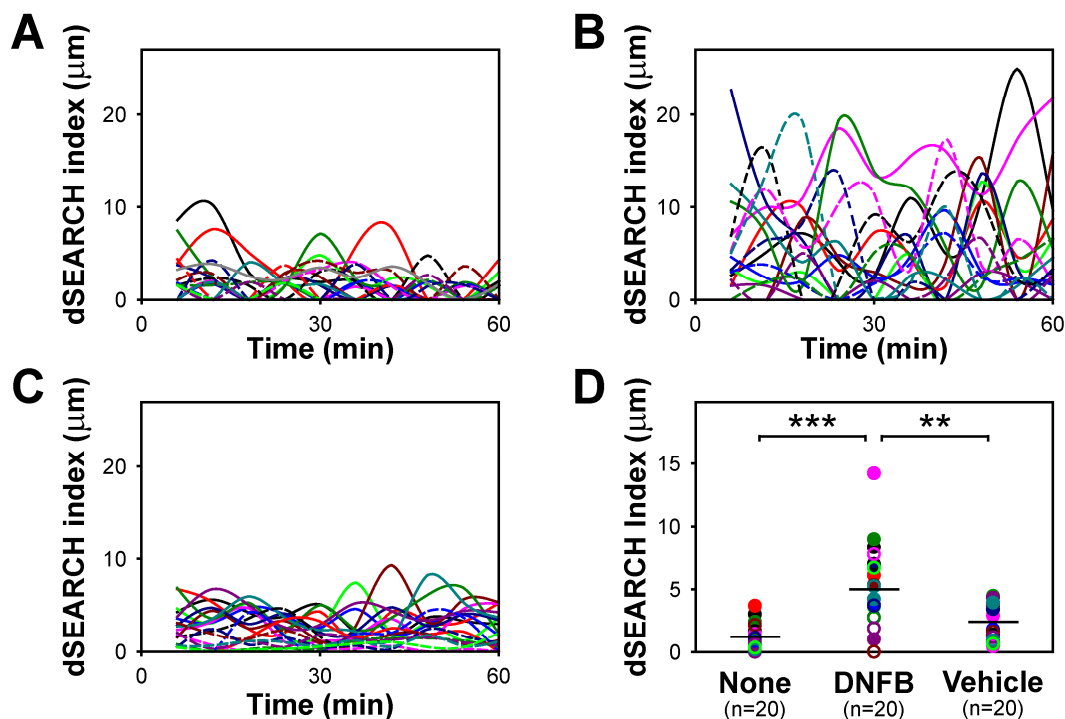 A
dSEARCH index (μm)
20
10
0
0
30
60
Time (min)
B
dSEARCH index (μm)
20
10
0
0
30
60
Time (min)
C
dSEARCH index (μm)
20
10
0
0
30
60
Time (min)
D
dSEARCH Index (μm)
15
10
5
0
***
**
None
DNFB
Vehicle
(n=20)
(n=20)
(n=20)